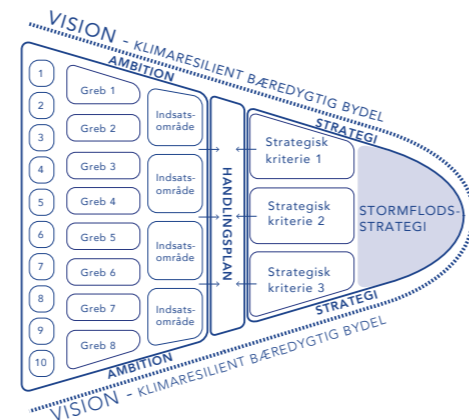 VISION - KLIMARESILIENT BÆREDYGTIG BYDEL
AMBITION
1
2
3
4
5
6
7
8
9
10
Greb 1
Greb 2
Greb 3
Greb 4
Greb 5
Greb 6
Greb 7
Greb 8
Indsats-
område
Indsats-
område
Indsats-
område
Indsats-
område
AMBITION
HANDLINGSPLAN
STRATEGI
Strategisk
kriterie 1
Strategisk
kriterie 2
Strategisk
kriterie 3
STRATEGI
STORMFLODS-
STRATEGI
VISION - KLIMARESILIENT BÆREDYGTIG BYDEL